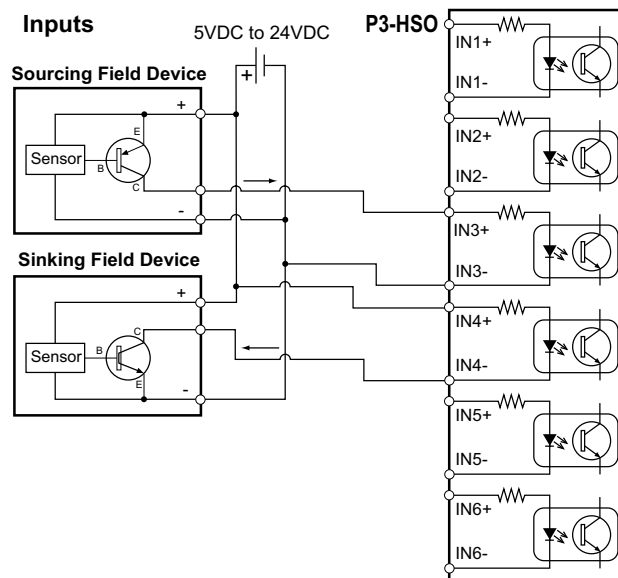 Inputs
5VDC to 24VDC
+
P3-HSO
Sourcing Field Device
+
E
Sensor
B
C
-
Sinking Field Device
+
C
Sensor
B
E
-
IN1+
IN1-
IN2+
IN2-
IN3+
IN3-
IN4+
IN4-
IN5+
IN5-
IN6+
IN6-